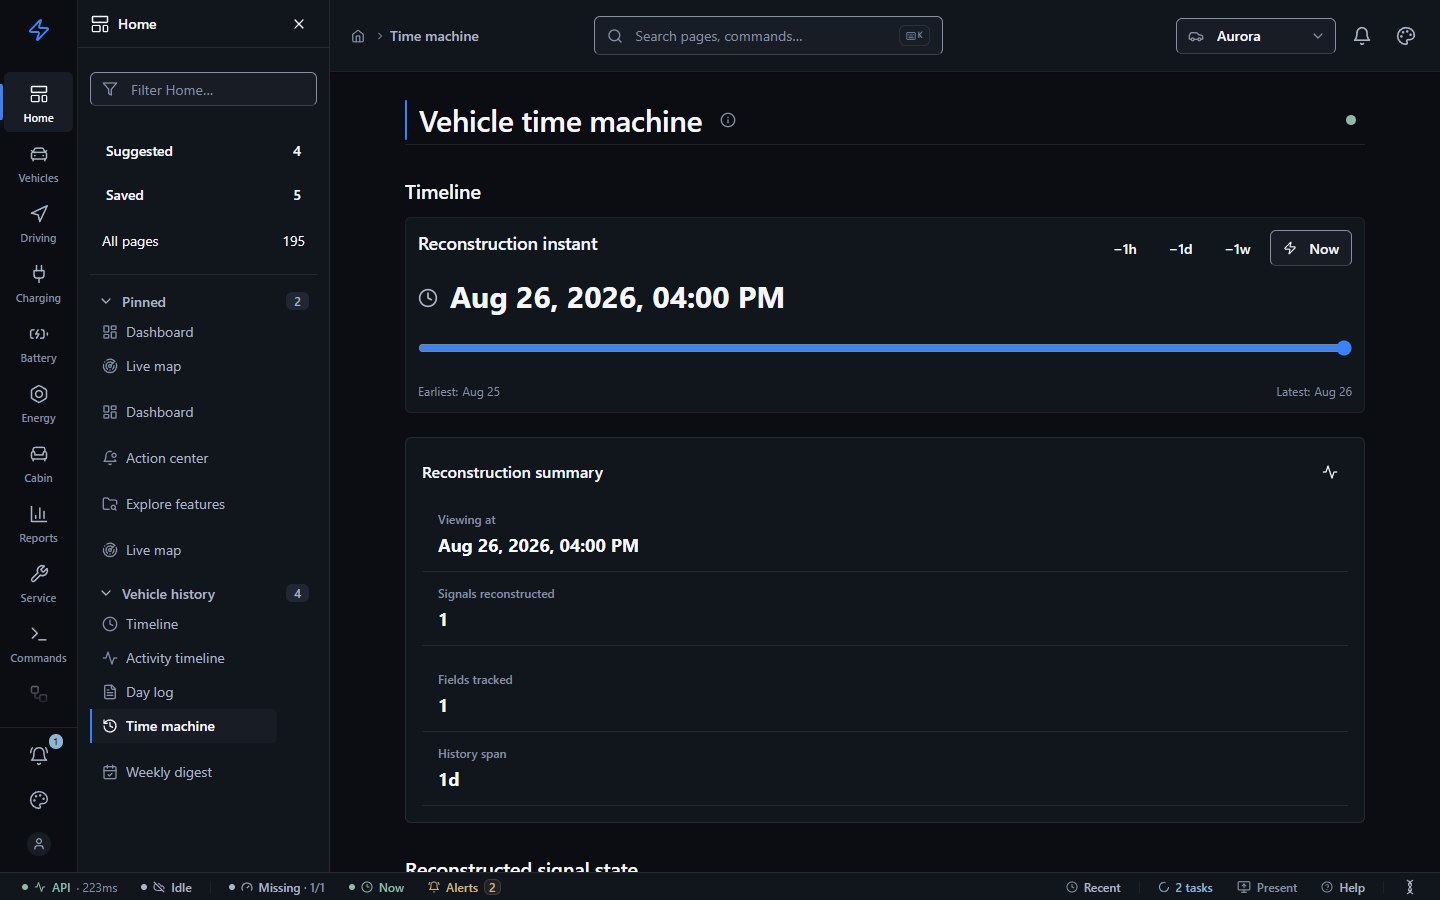 Home
Vehicles
Driving
Charging
Battery
Energy
Cabin
Reports
Service
Commands
1
Home
Filter Home...
Suggested 4
Saved 5
All pages 195
Pinned 2
Dashboard
Live map
Dashboard
Action center
Explore features
Live map
Vehicle history 4
Timeline
Activity timeline
Day log
Time machine
Weekly digest
Time machine
Search pages, commands... K
Aurora
Vehicle time machine
Timeline
Reconstruction instant
−1h −1d −1w Now
Aug 26, 2026, 04:00 PM
Earliest: Aug 25 Latest: Aug 26
Reconstruction summary
Viewing at
Aug 26, 2026, 04:00 PM
Signals reconstructed
1
Fields tracked
1
History span
1d
Reconstructed signal state
API · 223ms Idle Missing · 1/1 Now Alerts 2 Recent 2 tasks Present Help